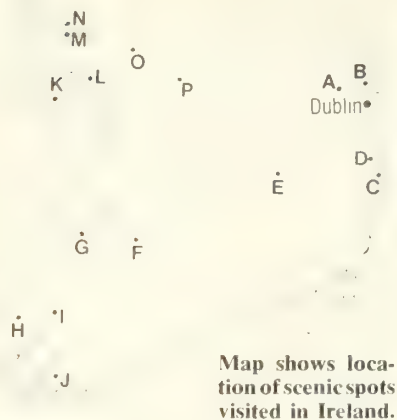 N
M
O
K L
P
A B
Dublin
D
E C
G F
I
H
J
Map shows loca-
tion of scenic spots
visited in Ireland.